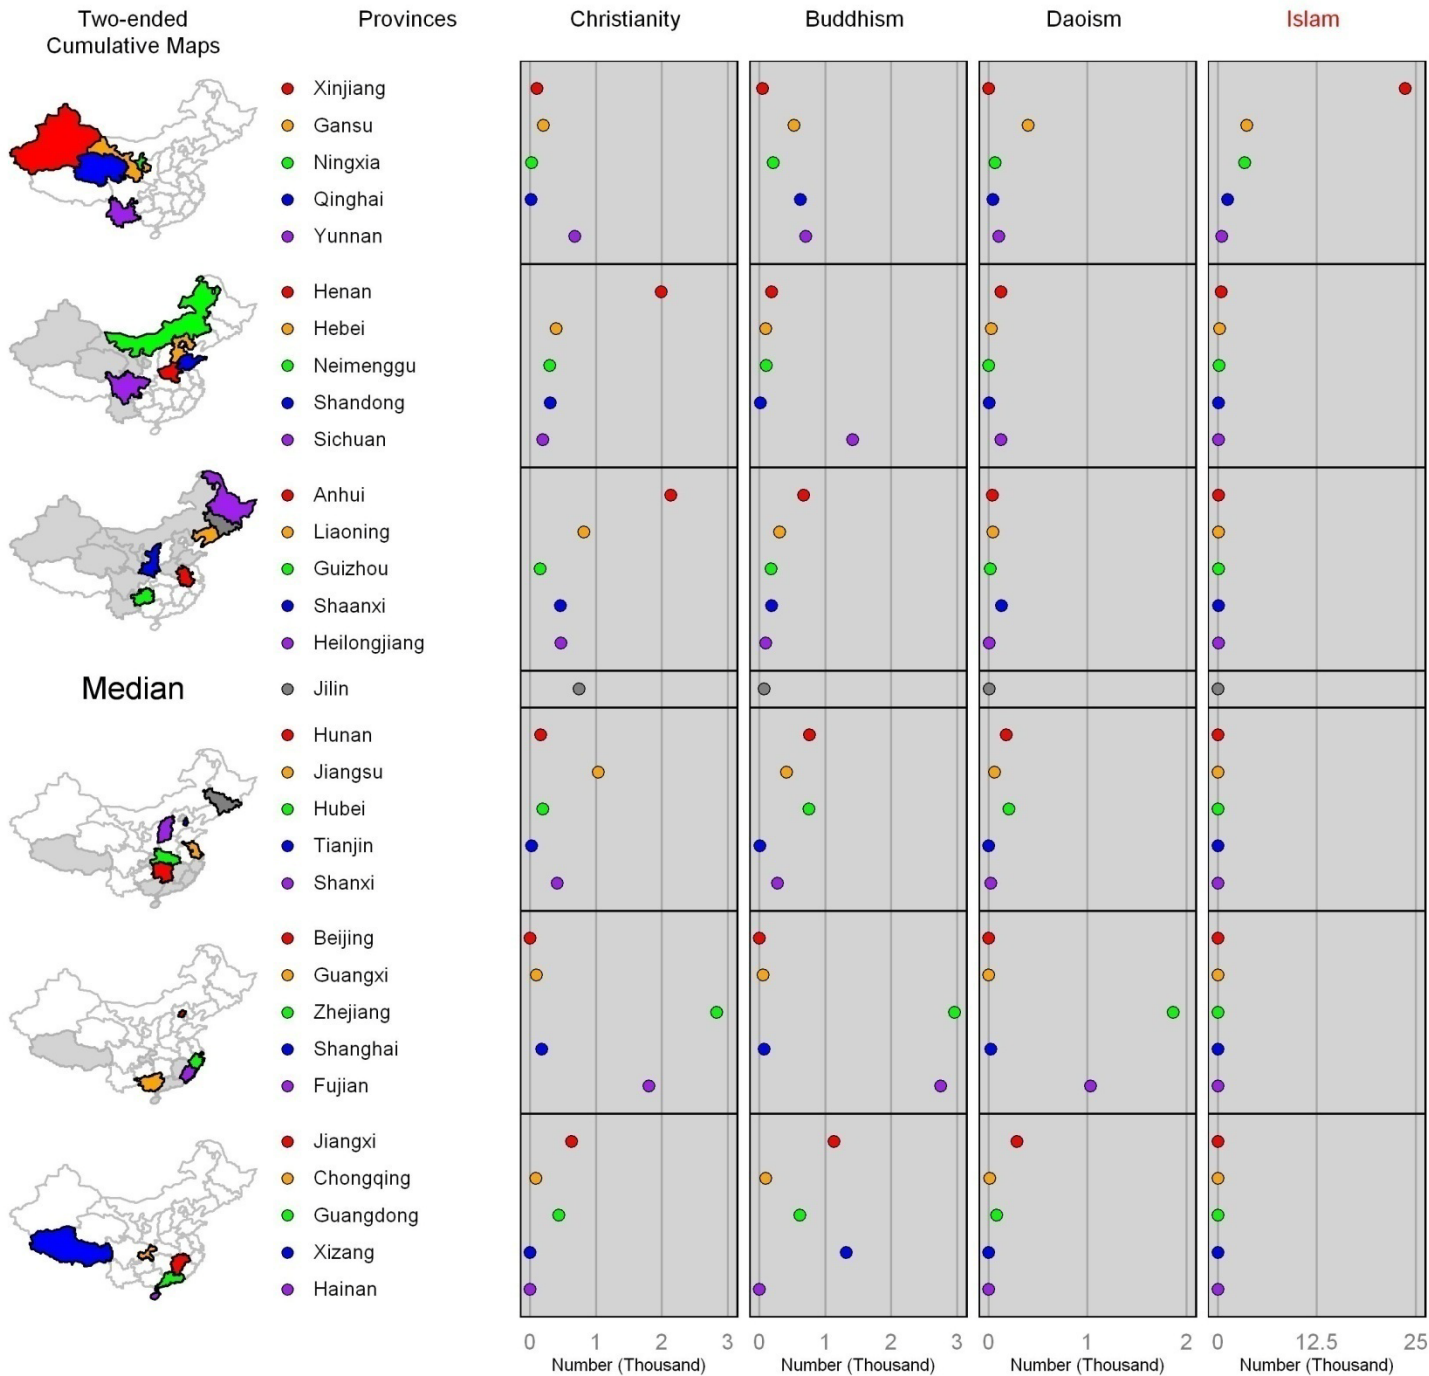 Two-ended
Cumulative Maps
Provinces
Christianity
Buddhism
Daoism
Islam
Xinjiang
Gansu
Ningxia
Qinghai
Yunnan
Henan
Hebei
Neimenggu
Shandong
Sichuan
Anhui
Liaoning
Guizhou
Shaanxi
Heilongjiang
Median
Jilin
Hunan
Jiangsu
Hubei
Tianjin
Shanxi
Beijing
Guangxi
Zhejiang
Shanghai
Fujian
Jiangxi
Chongqing
Guangdong
Xizang
Hainan
0 1 2 3
Number (Thousand)
0 1 2 3
Number (Thousand)
0 1 2
Number (Thousand)
0 12.5 25
Number (Thousand)